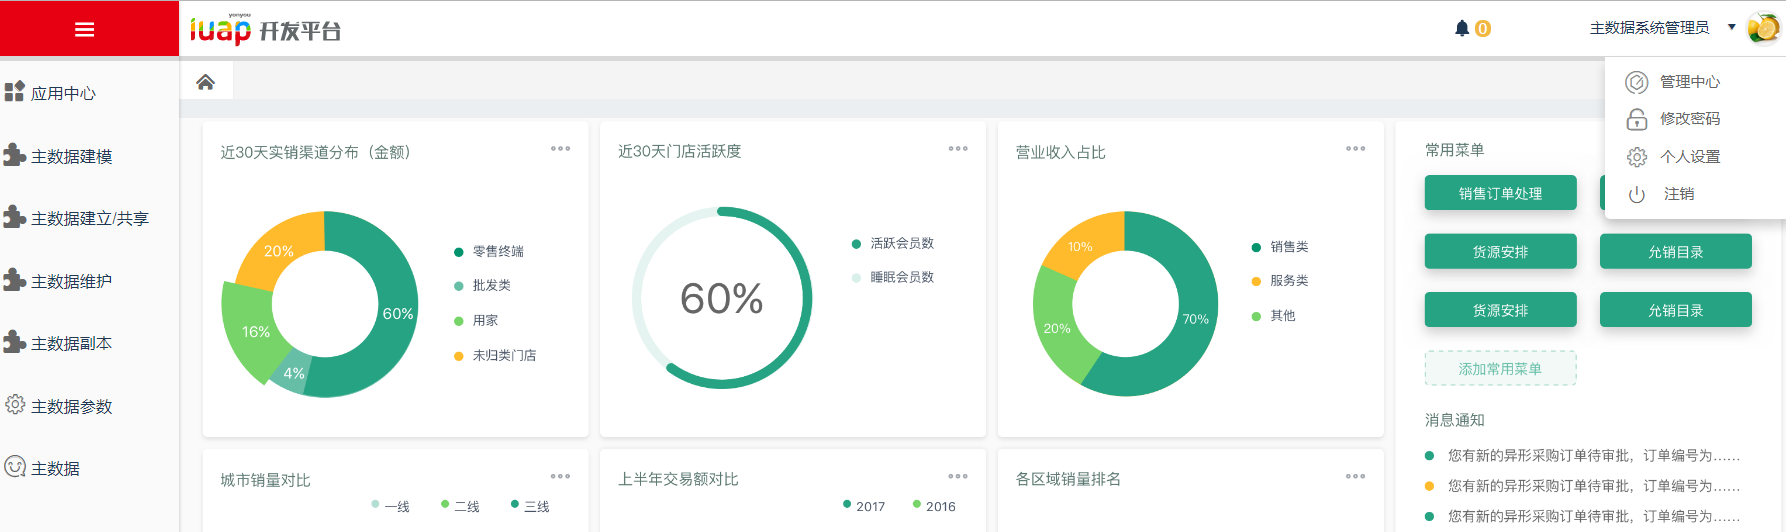 yonyou
iuap 开发平台
0
主数据系统管理员
管理中心
修改密码
个人设置
注销
应用中心
主数据建模
主数据建立/共享
主数据维护
主数据副本
主数据参数
主数据
近30天实销渠道分布（金额）
20%
60%
16%
4%
零售终端
批发类
用家
未归类门店
近30天门店活跃度
60%
活跃会员数
睡眠会员数
营业收入占比
10%
20%
70%
销售类
服务类
其他
常用菜单
销售订单处理
货源安排
允销目录
货源安排
允销目录
添加常用菜单
消息通知
您有新的异形采购订单待审批，订单编号为……
您有新的异形采购订单待审批，订单编号为……
您有新的异形采购订单待审批，订单编号为……
城市销量对比
一线 二线 三线
上半年交易额对比
2017 2016
各区域销量排名